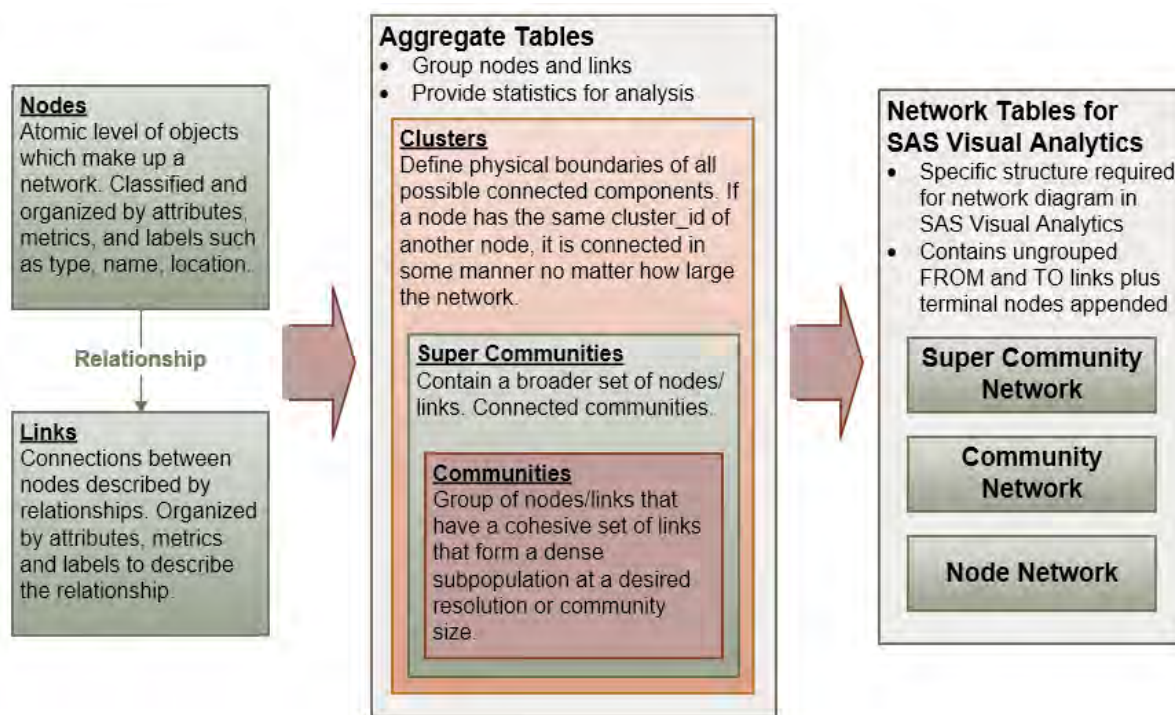 Nodes
Atomic level of objects
which make up a
network. Classified and
organized by attributes,
metrics, and labels such
as type, name, location.
Relationship
Links
Connections between
nodes described by
relationships. Organized
by attributes, metrics
and labels to describe
the relationship.
Aggregate Tables
• Group nodes and links
• Provide statistics for analysis
Clusters
Define physical boundaries of all
possible connected components. If
a node has the same cluster_id of
another node, it is connected in
some manner no matter how large
the network.
Super Communities
Contain a broader set of nodes/
links. Connected communities.
Communities
Group of nodes/links that
have a cohesive set of links
that form a dense
subpopulation at a desired
resolution or community
size.
Network Tables for
SAS Visual Analytics
• Specific structure required
for network diagram in
SAS Visual Analytics
• Contains ungrouped
FROM and TO links plus
terminal nodes appended
Super Community
Network
Community
Network
Node Network